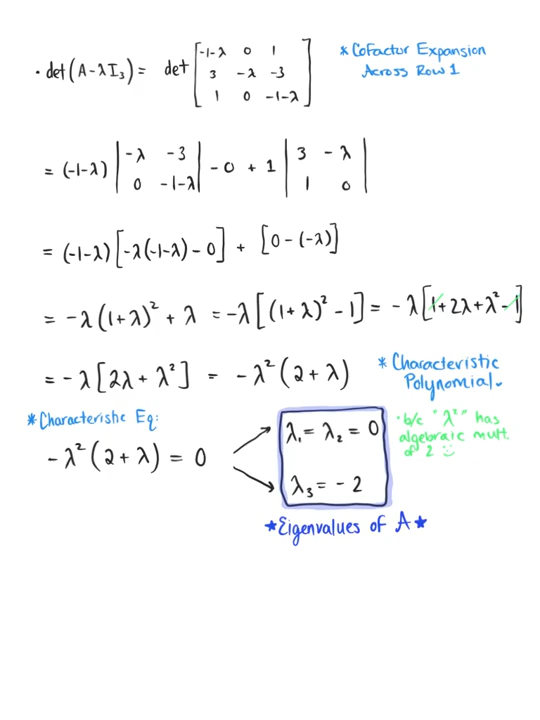 · det(A-λI₃) = det [-1-λ 0 1
3 -λ -3
1 0 -1-λ]
* Cofactor Expansion
Across Row 1
= (-1-λ) |-λ -3
0 -1-λ| - 0 + 1 |3 -λ
1 0|
= (-1-λ) [-λ(-1-λ) - 0] + [0 - (-λ)]
= -λ(1+λ)² + λ = -λ[(1+λ)² - 1] = -λ[1+2λ+λ²-1]
= -λ[2λ + λ²] = -λ²(2+λ)
* Characteristic
Polynomial.
* Characteristic Eq:
-λ²(2+λ) = 0
λ₁ = λ₂ = 0
λ₃ = -2
· b/c "λ²" has
algebraic mult.
of 2 ☺
*Eigenvalues of A*